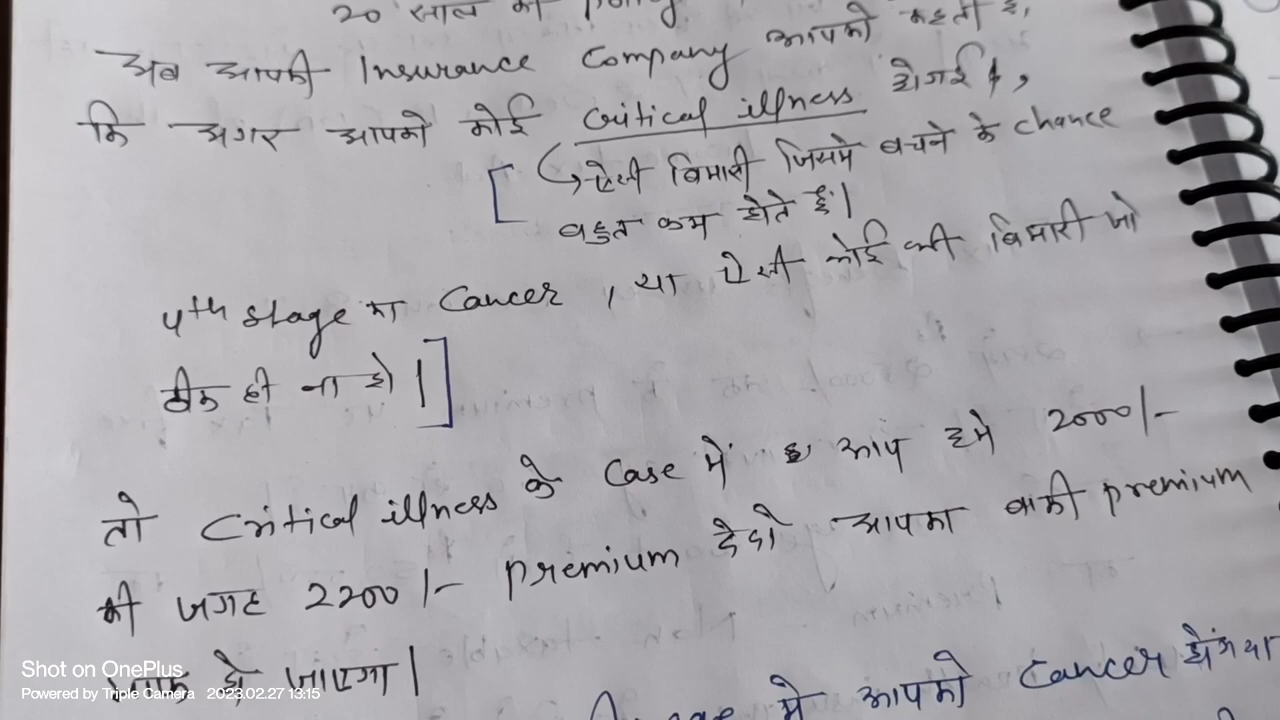 20 साल की Policy
अब आपकी Insurance Company आपको कहती है,
कि अगर आपको कोई Critical illness होगई है,
ऐसी बिमारी जिसमे बचने के chance
बहुत कम होते हैं।
4th stage का Cancer, या ऐसी कोई भी बिमारी जो
ठीक ही ना हो।
तो Critical illness के Case में आप हमे 2000/-
की जगह 2200/- premium देदो आपका बाकी premium
माफ हो जाएगा।
मे आपको Cancer होगया
Shot on OnePlus
Powered by Triple Camera 2023.02.27 13:15